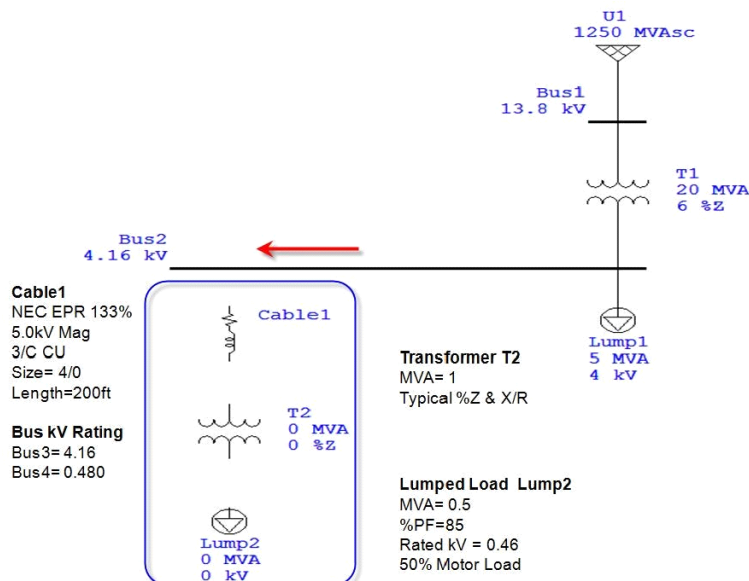 U1
1250 MVAsc
Bus1
13.8 kV
T1
20 MVA
6 %Z
Bus2
4.16 kV
Cable1
NEC EPR 133%
5.0kV Mag
3/C CU
Size= 4/0
Length=200ft
Bus kV Rating
Bus3= 4.16
Bus4= 0.480
Cable1
T2
0 MVA
0 %Z
Lump2
0 MVA
0 kV
Lump1
5 MVA
4 kV
Transformer T2
MVA= 1
Typical %Z & X/R
Lumped Load  Lump2
MVA= 0.5
%PF=85
Rated kV = 0.46
50% Motor Load